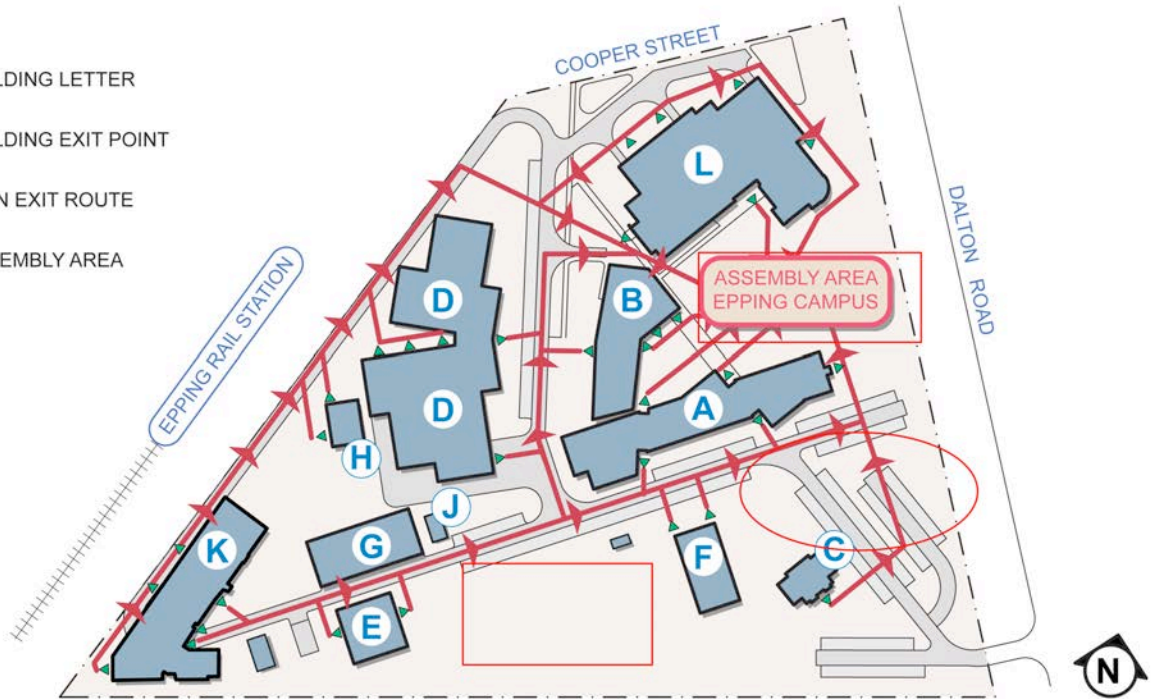 LDING LETTER
LDING EXIT POINT
N EXIT ROUTE
EMBLY AREA
COOPER STREET
DALTON ROAD
EPPING RAIL STATION
ASSEMBLY AREA
EPPING CAMPUS
L
D
B
D
A
H
J
K
G
F
C
E
N